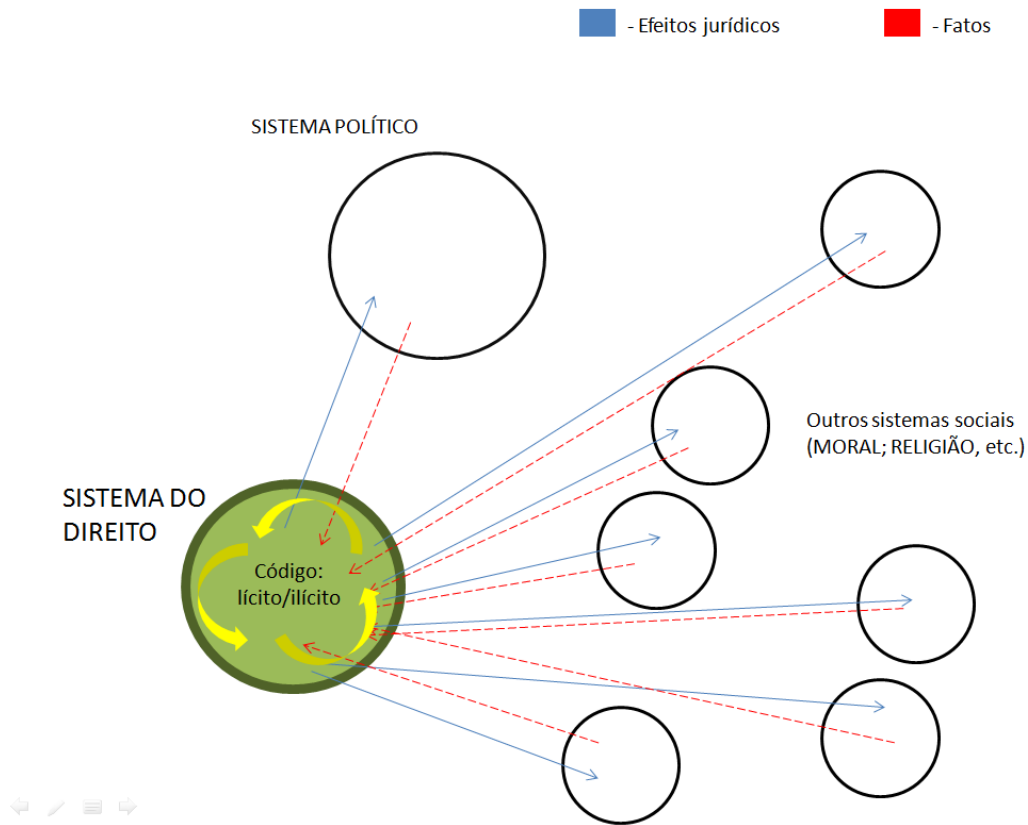 - Efeitos jurídicos
- Fatos
SISTEMA POLÍTICO
Outros sistemas sociais
(MORAL; RELIGIÃO, etc.)
SISTEMA DO
DIREITO
Código:
lícito/ilícito